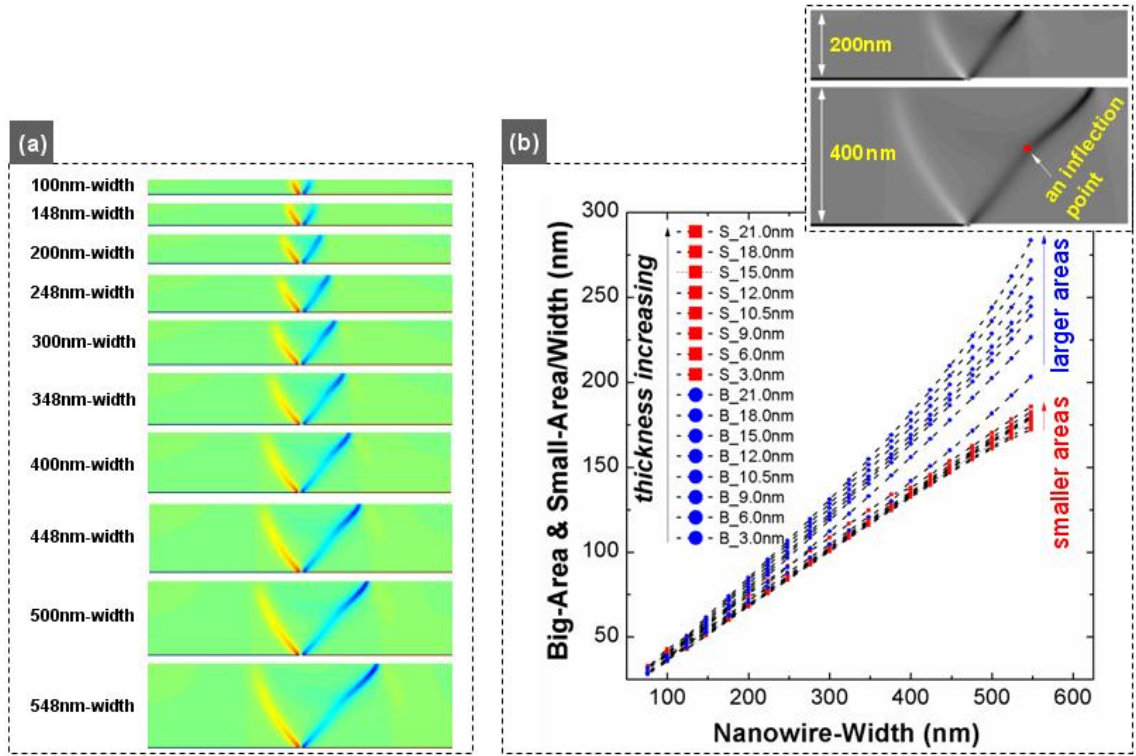 (a)
100nm-width
148nm-width
200nm-width
248nm-width
300nm-width
348nm-width
400nm-width
448nm-width
500nm-width
548nm-width
(b)
200nm
400nm
an inflection
point
Big-Area & Small-Area/Width (nm)
300
250
200
150
100
50
thickness increasing
S_21.0nm
S_18.0nm
S_15.0nm
S_12.0nm
S_10.5nm
S_9.0nm
S_6.0nm
S_3.0nm
B_21.0nm
B_18.0nm
B_15.0nm
B_12.0nm
B_10.5nm
B_9.0nm
B_6.0nm
B_3.0nm
larger areas
smaller areas
100 200 300 400 500 600
Nanowire-Width (nm)